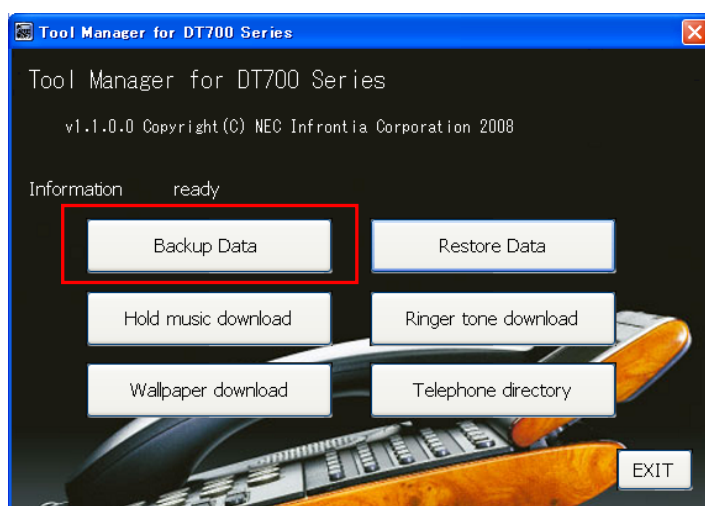 Tool Manager for DT700 Series
Tool Manager for DT700 Series
v1.1.0.0 Copyright(C) NEC Infrontia Corporation 2008
Information ready
Backup Data Restore Data
Hold music download Ringer tone download
Wallpaper download Telephone directory
EXIT